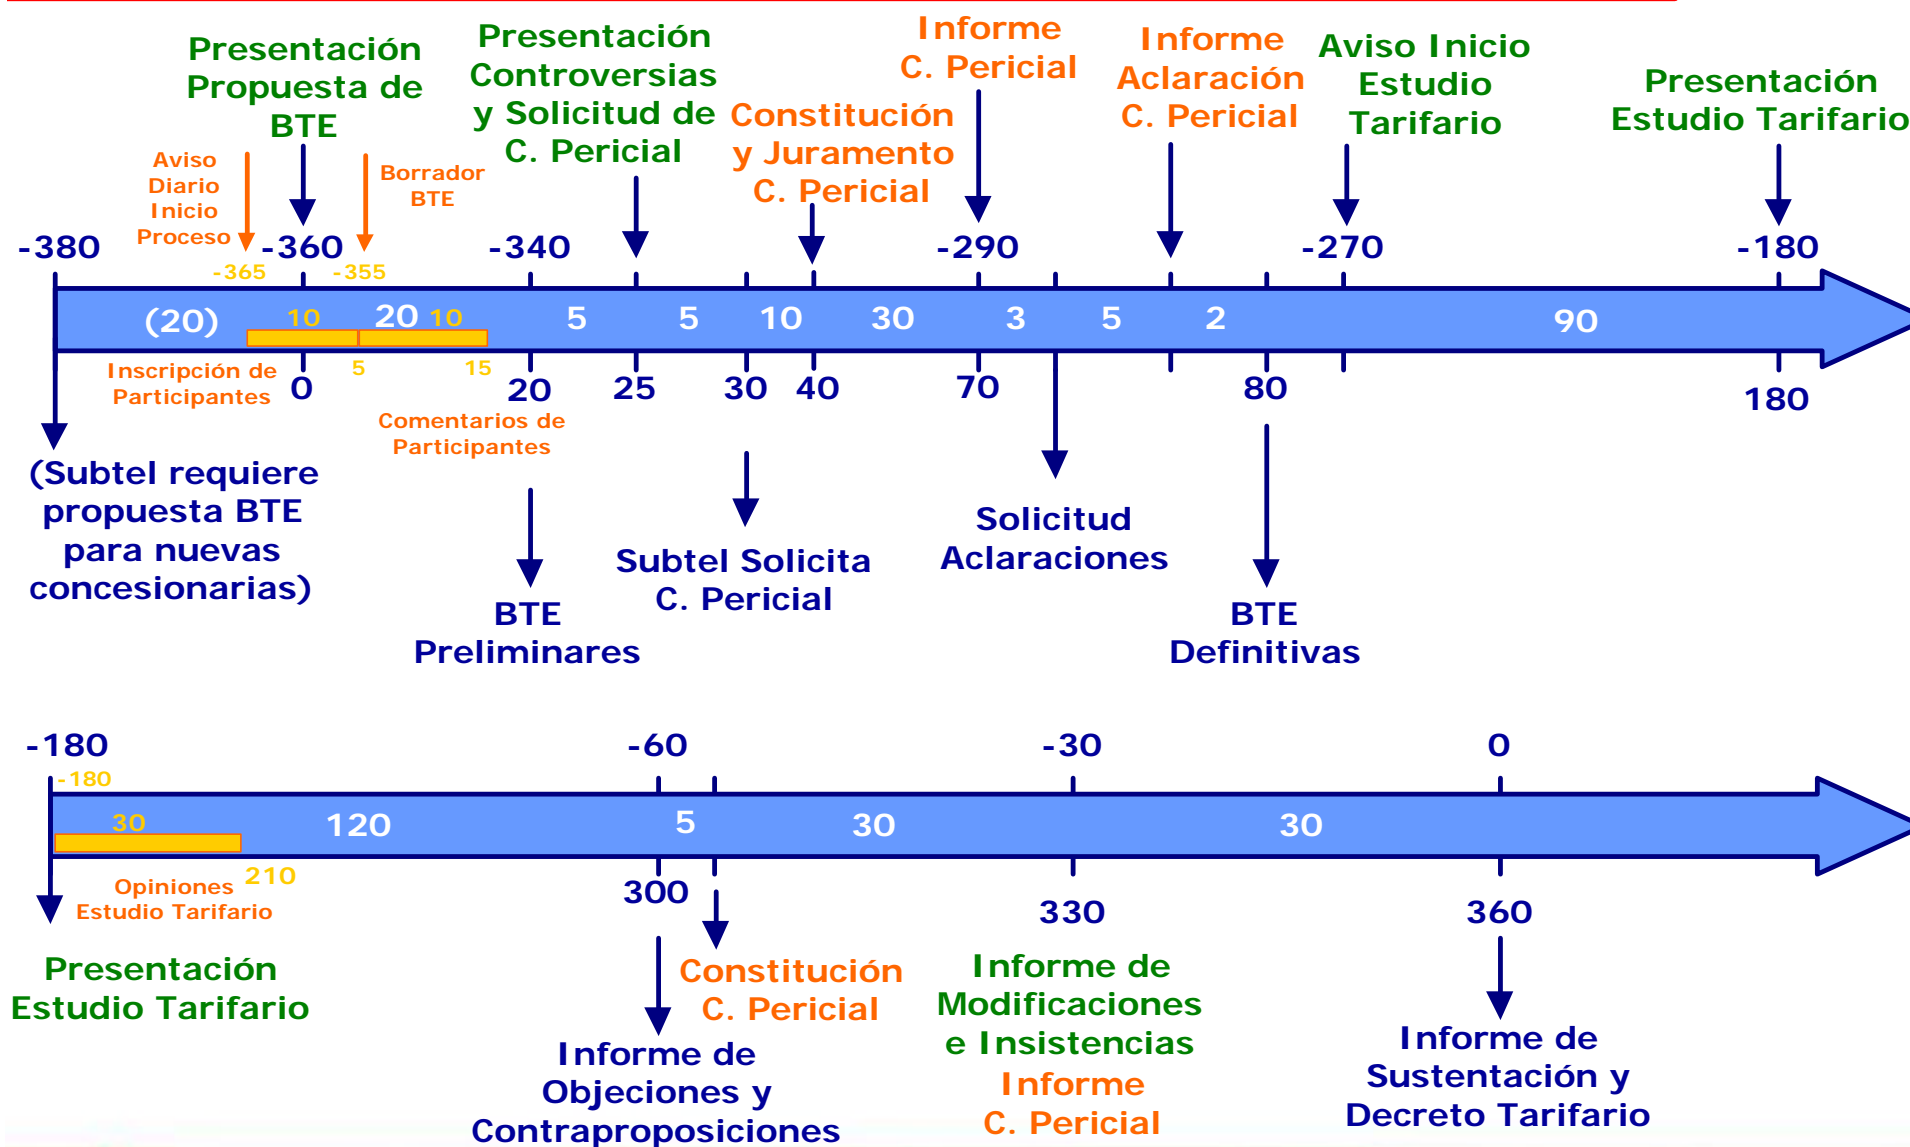 Presentación
Propuesta de
BTE
Presentación
Controversias
y Solicitud de
C. Pericial
Constitución
y Juramento
C. Pericial
Informe
C. Pericial
Informe
Aclaración
C. Pericial
Aviso Inicio
Estudio
Tarifario
Presentación
Estudio Tarifario
Aviso
Diario
Inicio
Proceso
Borrador
BTE
-380
-360
-340
-290
-270
-180
-365
-355
(20)
10
20
10
5
5
10
30
3
5
2
90
Inscripción de
Participantes
0
5
15
20
25
30
40
70
80
180
Comentarios de
Participantes
(Subtel requiere
propuesta BTE
para nuevas
concesionarias)
BTE
Preliminares
Subtel Solicita
C. Pericial
Solicitud
Aclaraciones
BTE
Definitivas
-180
-60
-30
0
-180
30
120
5
30
30
Opiniones
Estudio Tarifario
210
300
330
360
Presentación
Estudio Tarifario
Informe de
Objeciones y
Contraproposiciones
Constitución
C. Pericial
Informe de
Modificaciones
e Insistencias
Informe
C. Pericial
Informe de
Sustentación y
Decreto Tarifario